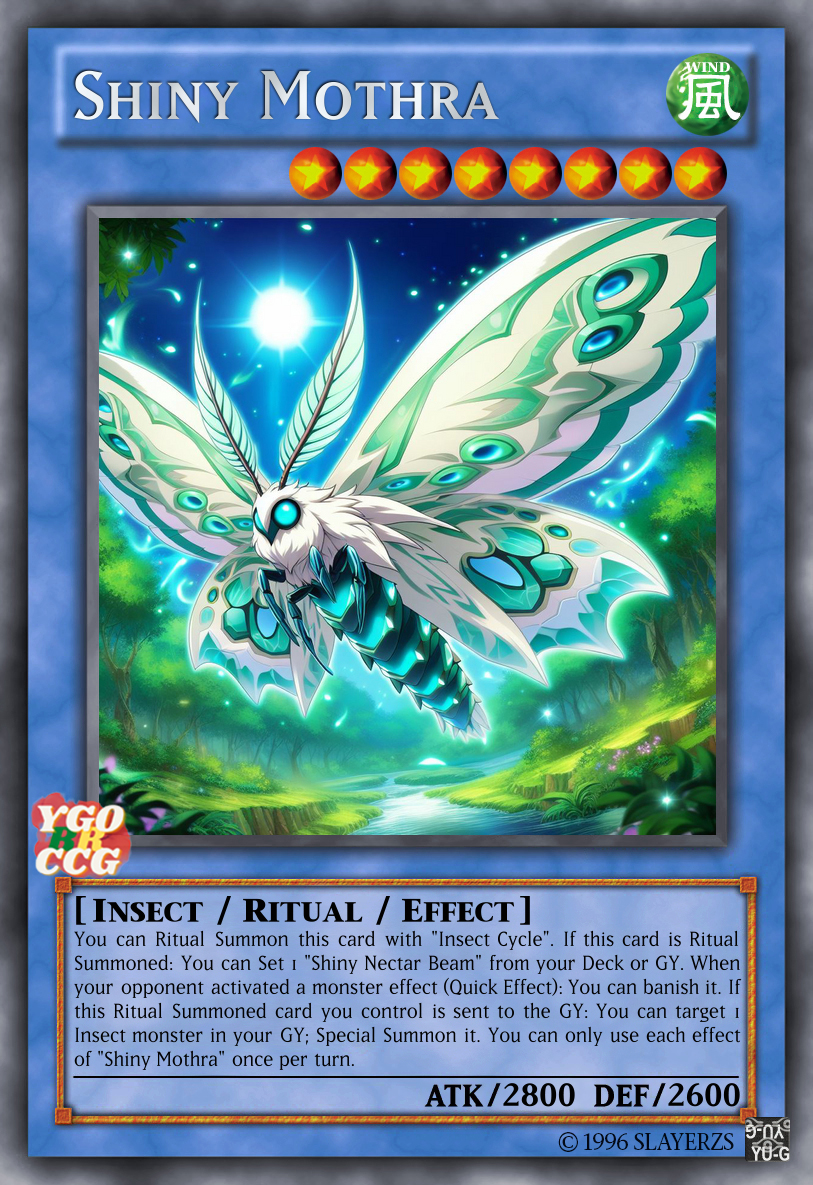 Shiny Mothra
WIND
風
YGO
RR
CCG
[ Insect / Ritual / Effect ]
You can Ritual Summon this card with "Insect Cycle". If this card is Ritual
Summoned: You can Set 1 "Shiny Nectar Beam" from your Deck or GY. When
your opponent activated a monster effect (Quick Effect): You can banish it. If
this Ritual Summoned card you control is sent to the GY: You can target 1
Insect monster in your GY; Special Summon it. You can only use each effect
of "Shiny Mothra" once per turn.
ATK/2800 DEF/2600
© 1996 SLAYERZS
YU-G